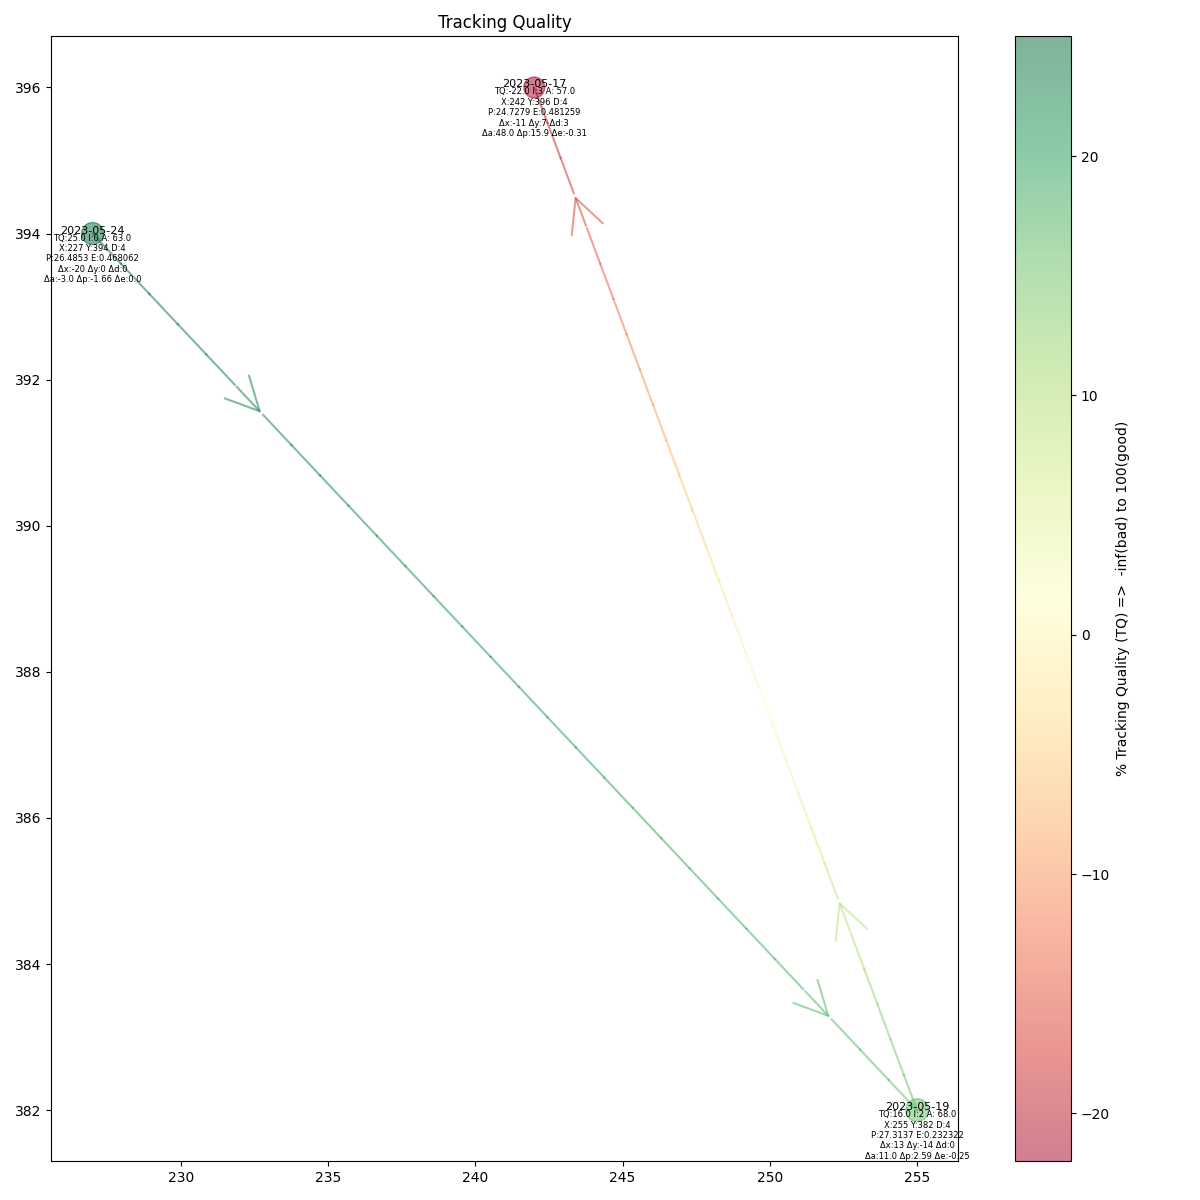 Tracking Quality
2023-05-17
TQ:-22.0 I:3 A: 57.0
X:242 Y:396 D:4
P:24.7279 E:0.481259
Δx:-11 Δy:7 Δd:3
Δa:48.0 Δp:15.9 Δe:-0.31
2023-05-24
TQ:25.0 I:0 A: 63.0
X:227 Y:394 D:4
P:26.4853 E:0.468062
Δx:-20 Δy:0 Δd:0
Δa:-3.0 Δp:-1.66 Δe:0.0
2023-05-19
TQ:16.0 I:2 A: 68.0
X:255 Y:382 D:4
P:27.3137 E:0.232322
Δx:13 Δy:-14 Δd:0
Δa:11.0 Δp:2.59 Δe:-0.25
396
394
392
390
388
386
384
382
230
235
240
245
250
255
20
10
0
−10
−20
% Tracking Quality (TQ) => -inf(bad) to 100(good)